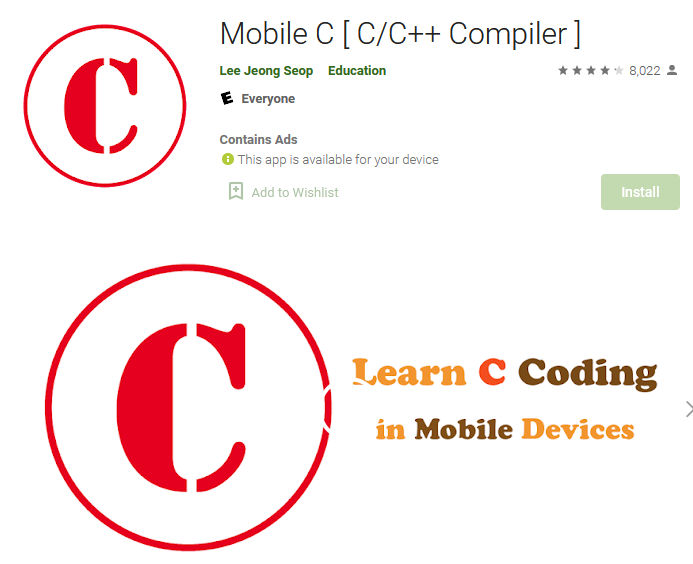 C
Mobile C [ C/C++ Compiler ]
Lee Jeong Seop Education
8,022
E Everyone
Contains Ads
This app is available for your device
Add to Wishlist
Install
C
Learn C Coding
in Mobile Devices